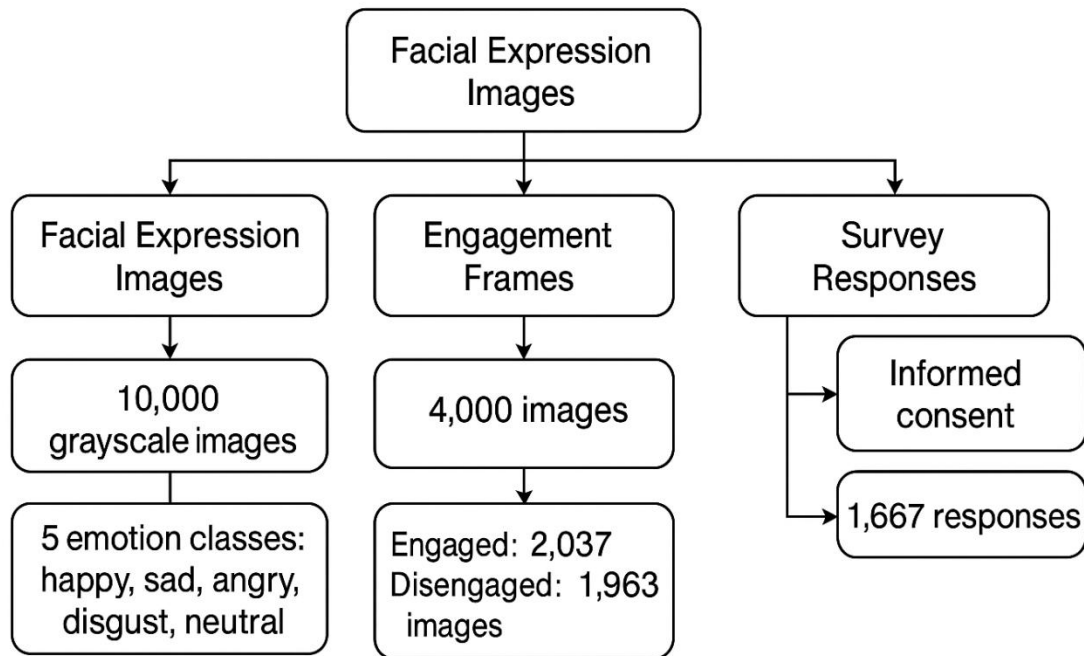 Facial Expression
Images
Facial Expression
Images
Engagement
Frames
Survey
Responses
10,000
grayscale images
4,000 images
Informed
consent
1,667 responses
5 emotion classes:
happy, sad, angry,
disgust, neutral
Engaged: 2,037
Disengaged: 1,963
images